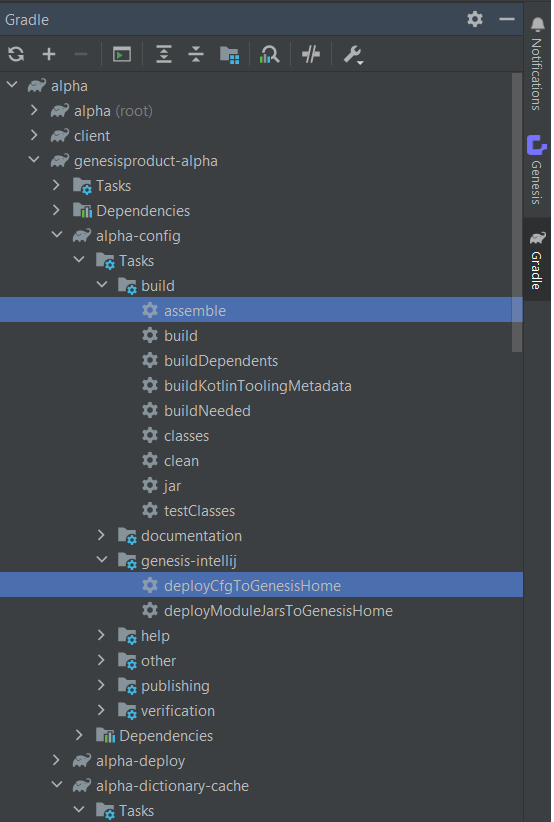 Gradle
alpha
alpha (root)
client
genesisproduct-alpha
Tasks
Dependencies
alpha-config
Tasks
build
assemble
build
buildDependents
buildKotlinToolingMetadata
buildNeeded
classes
clean
jar
testClasses
documentation
genesis-intellij
deployCfgToGenesisHome
deployModuleJarsToGenesisHome
help
other
publishing
verification
Dependencies
alpha-deploy
alpha-dictionary-cache
Tasks
Notifications
Genesis
Gradle